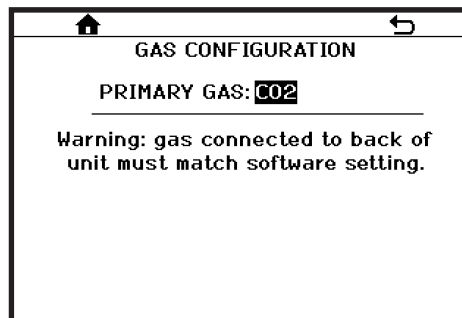 GAS CONFIGURATION
PRIMARY GAS: CO2
Warning: gas connected to back of
unit must match software setting.